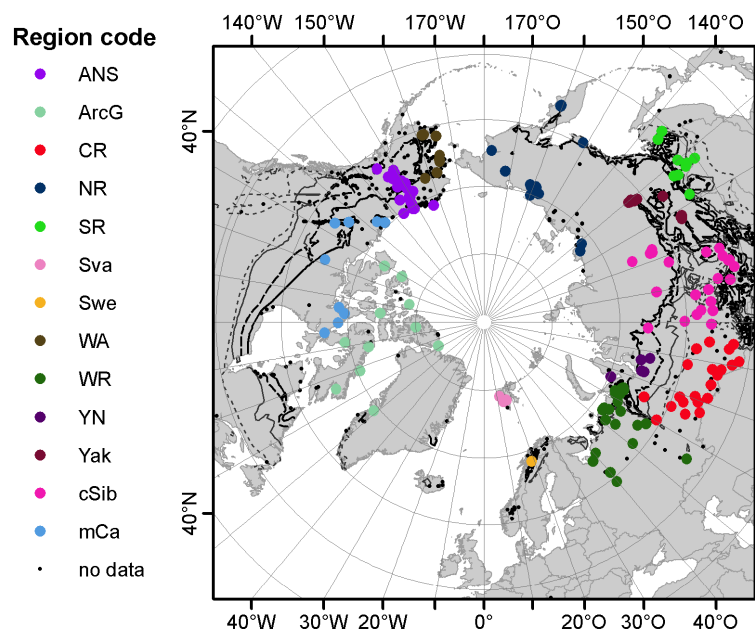 140°W 150°W 170°W 170°O 150°O 140°O
Region code
ANS
ArcG
CR
NR
SR
Sva
Swe
WA
WR
YN
Yak
cSib
mCa
no data
40°N
40°N
40°W 30°W 20°W 0° 20°O 30°O 40°O